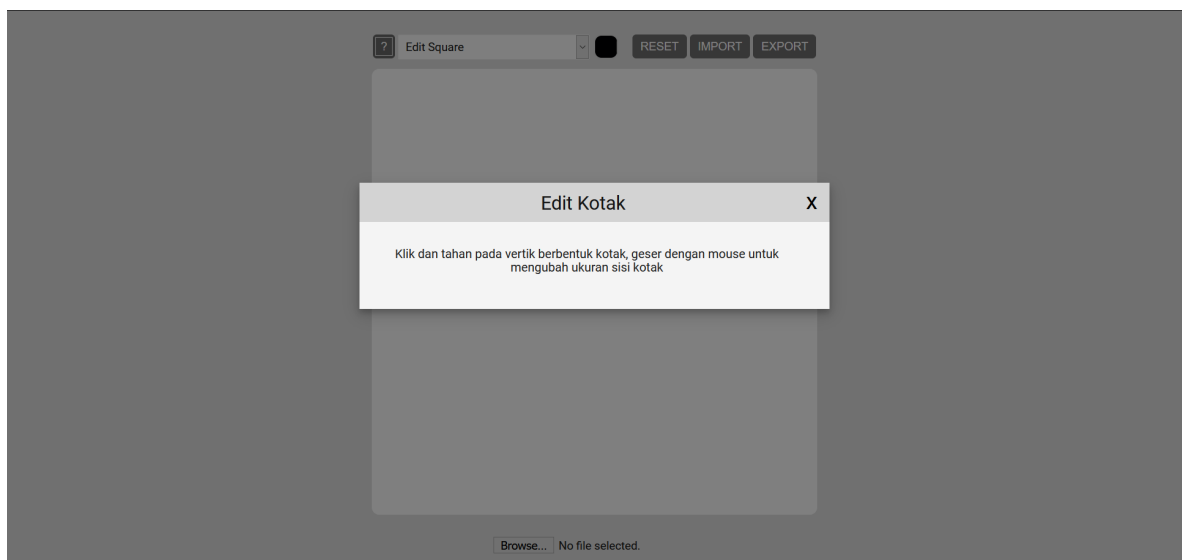 ? Edit Square RESET IMPORT EXPORT
Edit Kotak X
Klik dan tahan pada vertik berbentuk kotak, geser dengan mouse untuk
mengubah ukuran sisi kotak
Browse... No file selected.